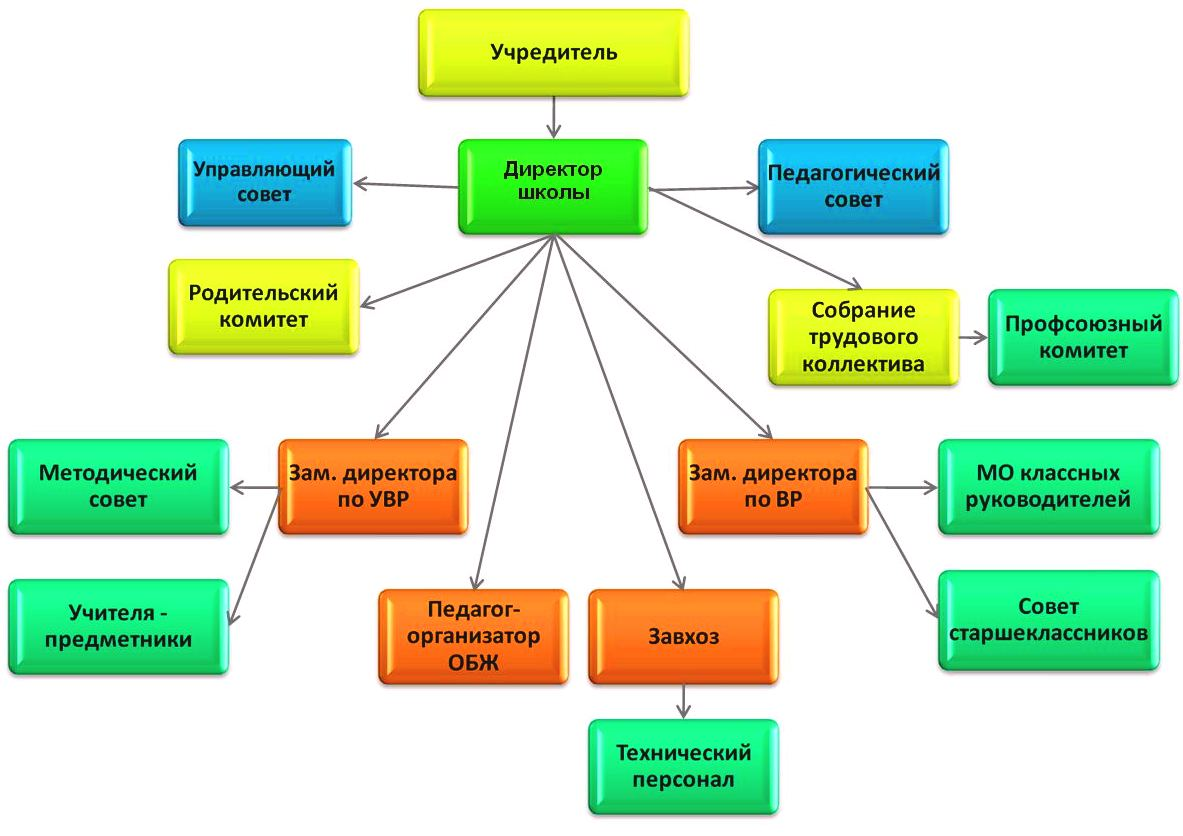 Учредитель
Управляющий
совет
Директор
школы
Педагогический
совет
Родительский
комитет
Собрание
трудового
коллектива
Профсоюзный
комитет
Методический
совет
Зам. директора
по УВР
Зам. директора
по ВР
МО классных
руководителей
Учителя -
предметники
Педагог-
организатор
ОБЖ
Завхоз
Совет
старшеклассников
Технический
персонал